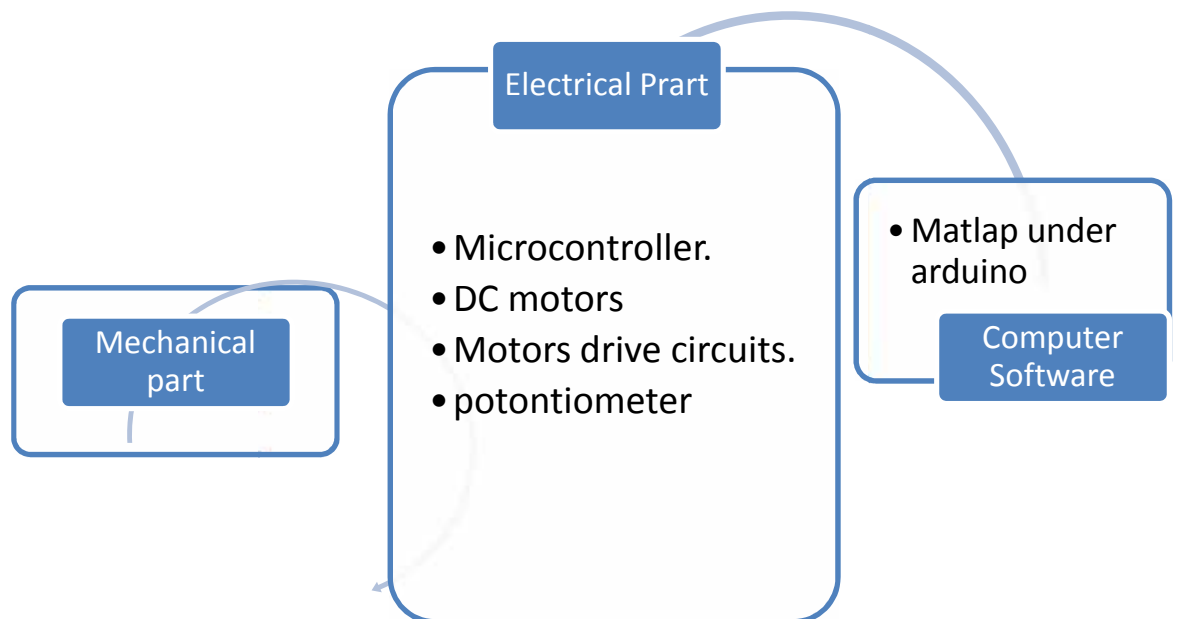 Mechanical
part
Electrical Prart
• Microcontroller.
• DC motors
• Motors drive circuits.
• potontiometer
• Matlap under
arduino
Computer
Software